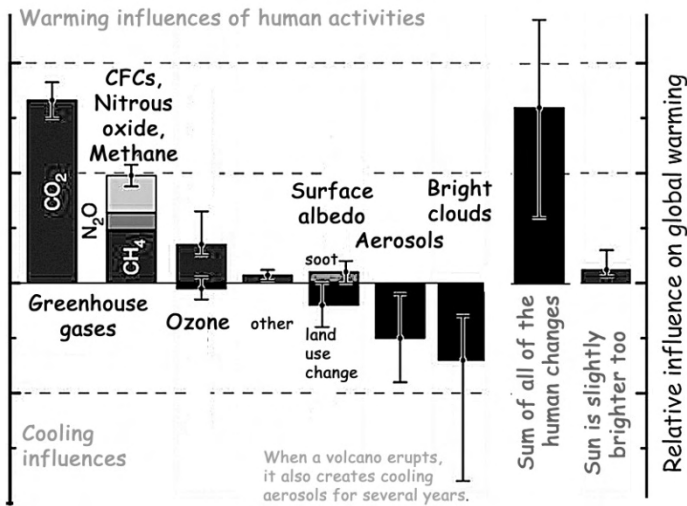 Warming influences of human activities
CFCs,
Nitrous
oxide,
Methane
CO₂
N₂O
CH₄
Greenhouse
gases
Ozone
other
Surface
albedo
soot
land
use
change
Aerosols
Bright
clouds
Sum of all of the
human changes
Sun is slightly
brighter too
Relative influence on global warming
Cooling
influences
When a volcano erupts,
it also creates cooling
aerosols for several years.